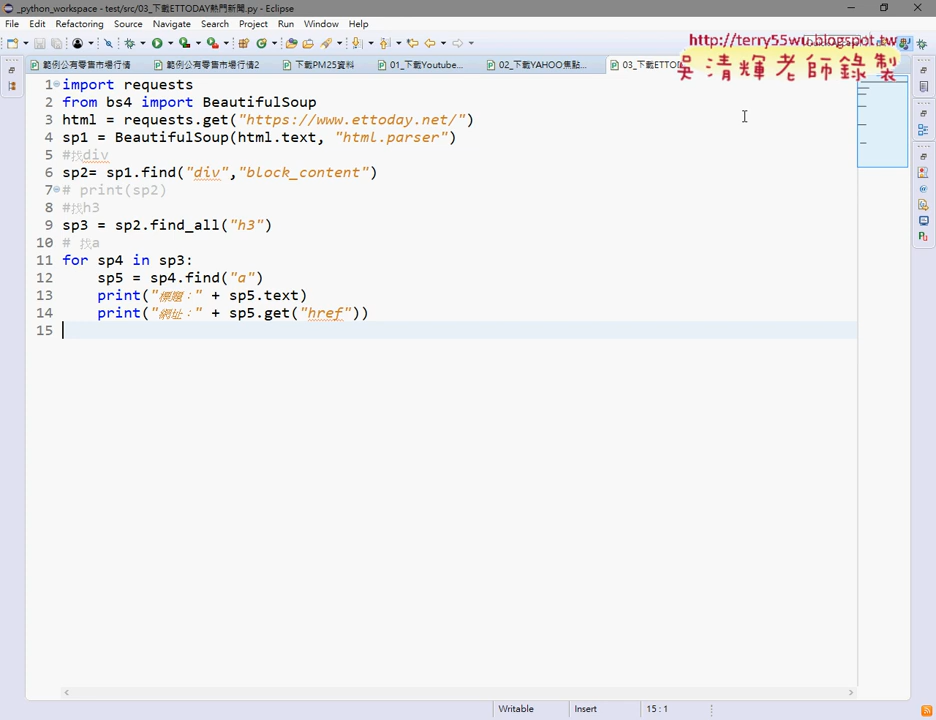 _python_workspace - test/src/03_下載ETTODAY熱門新聞.py - Eclipse
File Edit Refactoring Source Navigate Search Project Run Window Help
http://terry55wu.blogspot.tw
吳清輝老師錄製
範例公有零售市場行情 範例公有零售市場行情2 下載PM25資料 01_下載Youtube... 02_下載YAHOO焦點... 03_下載ETTOD
1 import requests
2 from bs4 import BeautifulSoup
3 html = requests.get("https://www.ettoday.net/")
4 sp1 = BeautifulSoup(html.text, "html.parser")
5 #找div
6 sp2= sp1.find("div","block_content")
7 # print(sp2)
8 #找h3
9 sp3 = sp2.find_all("h3")
10 # 找a
11 for sp4 in sp3:
12 sp5 = sp4.find("a")
13 print("標題：" + sp5.text)
14 print("網址：" + sp5.get("href"))
15
Writable Insert 15 : 1